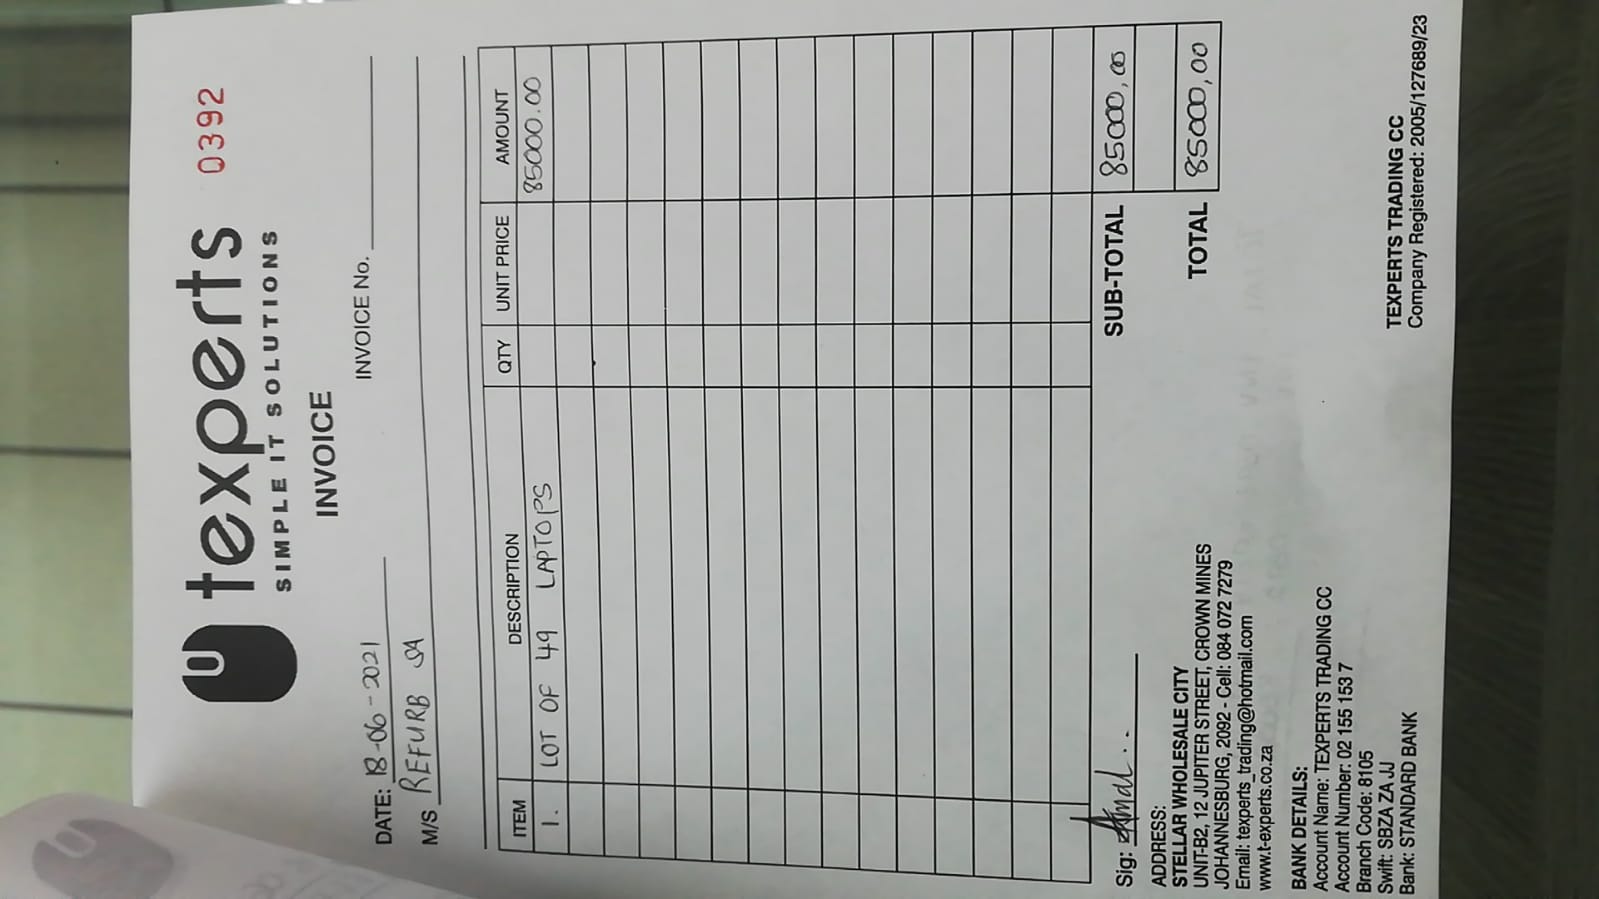 texperts 0392
SIMPLE IT SOLUTIONS
INVOICE
DATE: 18-06-2021 INVOICE No.
M/S REFURB SA
ITEM DESCRIPTION QTY UNIT PRICE AMOUNT
1. LOT OF 49 LAPTOPS 85000.00
Sig: SUB-TOTAL 85000,00
TOTAL 85000,00
ADDRESS:
STELLAR WHOLESALE CITY
UNIT-B2, 12 JUPITER STREET, CROWN MINES
JOHANNESBURG, 2092 - Cell: 084 072 7279
Email: texperts_trading@hotmail.com
www.t-experts.co.za
BANK DETAILS:
Account Name: TEXPERTS TRADING CC
Account Number: 02 155 153 7
Branch Code: 8105
Swift: SBZA ZA JJ
Bank: STANDARD BANK
TEXPERTS TRADING CC
Company Registered: 2005/127689/23